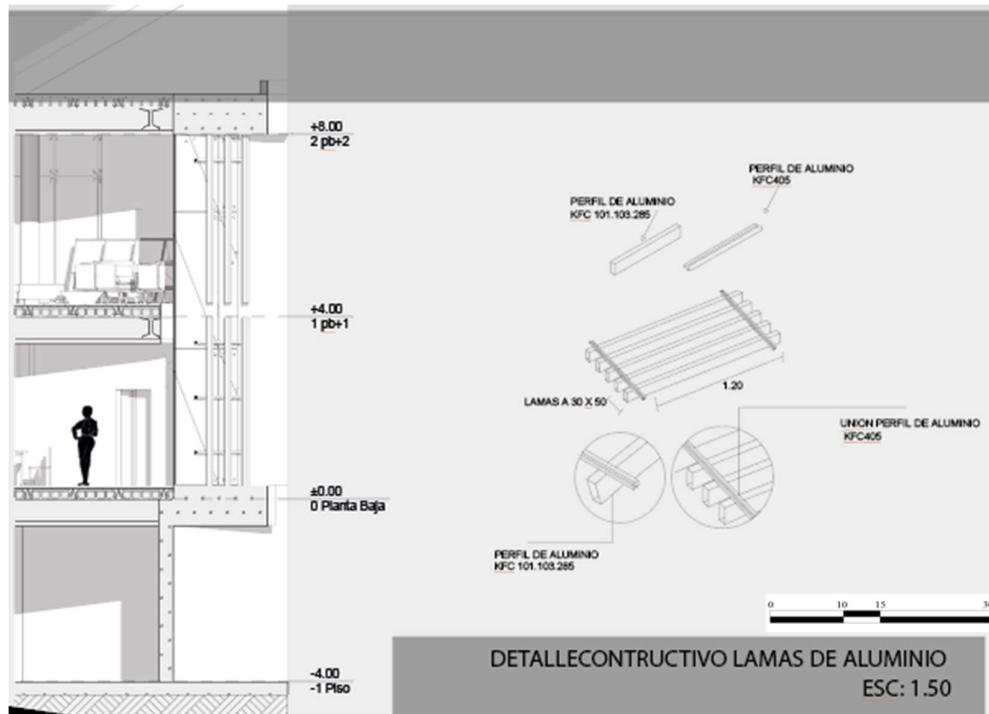 +8.00
2 pb+2
PERFIL DE ALUMINIO
KFC405
PERFIL DE ALUMINIO
KFC 101.103.285
+4.00
1 pb+1
1.20
LAMAS A 30 X 50
UNION PERFIL DE ALUMINIO
KFC405
±0.00
0 Planta Baja
PERFIL DE ALUMINIO
KFC 101.103.285
0 10 15 30
-4.00
-1 Piso
DETALLECONTRUCTIVO LAMAS DE ALUMINIO
ESC: 1.50